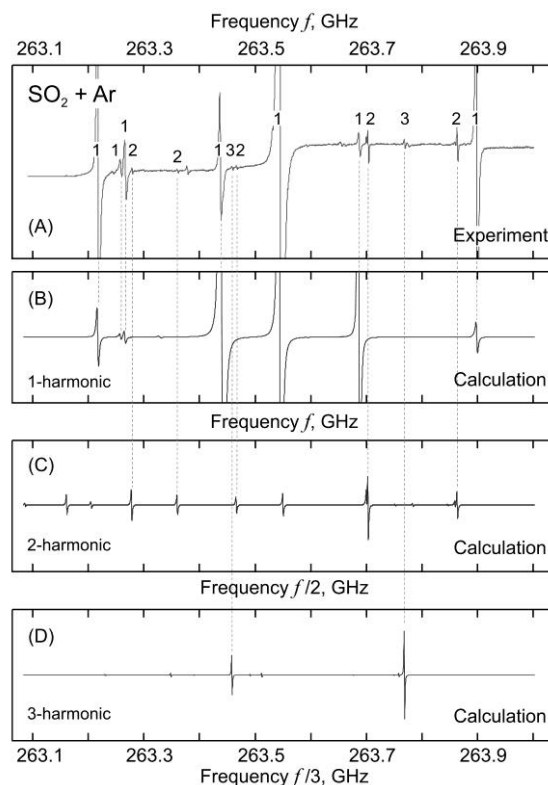 Frequency f, GHz
263.1 263.3 263.5 263.7 263.9
SO₂ + Ar
1 1 1 2 2 1 3 2 1 1 2 3 2 1
(A)
Experiment
(B)
1-harmonic
Calculation
Frequency f, GHz
(C)
2-harmonic
Calculation
Frequency f/2, GHz
(D)
3-harmonic
Calculation
263.1 263.3 263.5 263.7 263.9
Frequency f/3, GHz